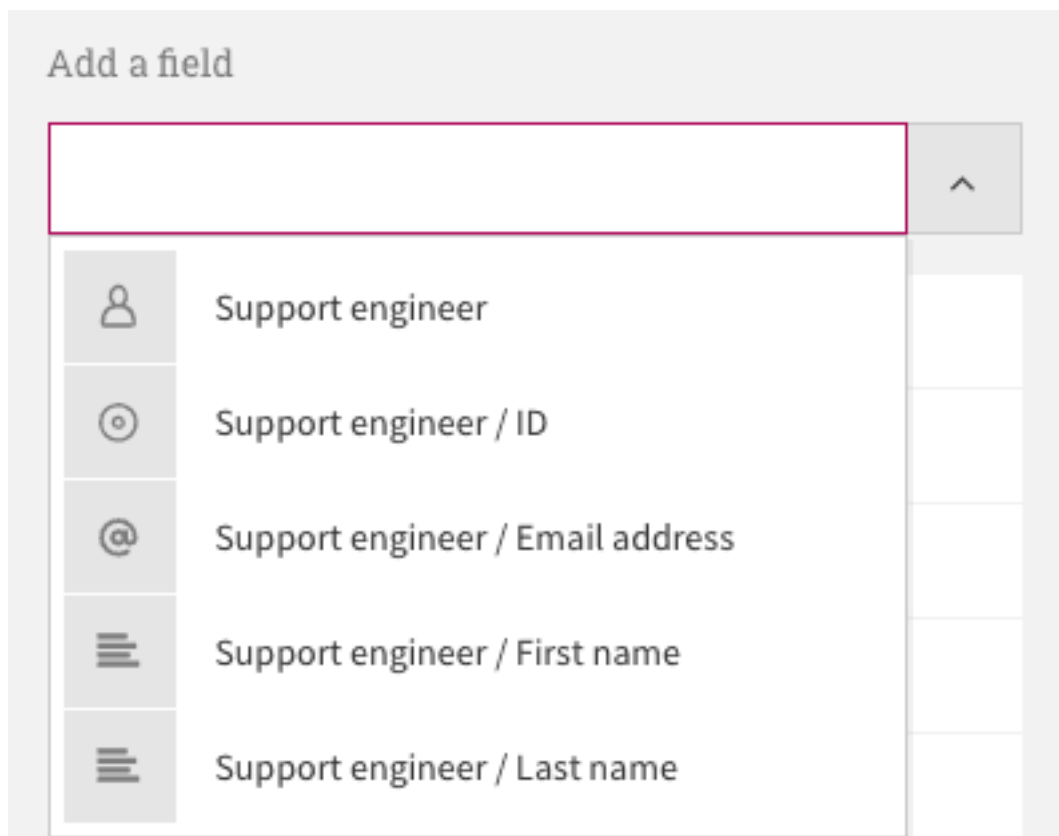 Add a field
Support engineer
Support engineer / ID
@
Support engineer / Email address
Support engineer / First name
Support engineer / Last name